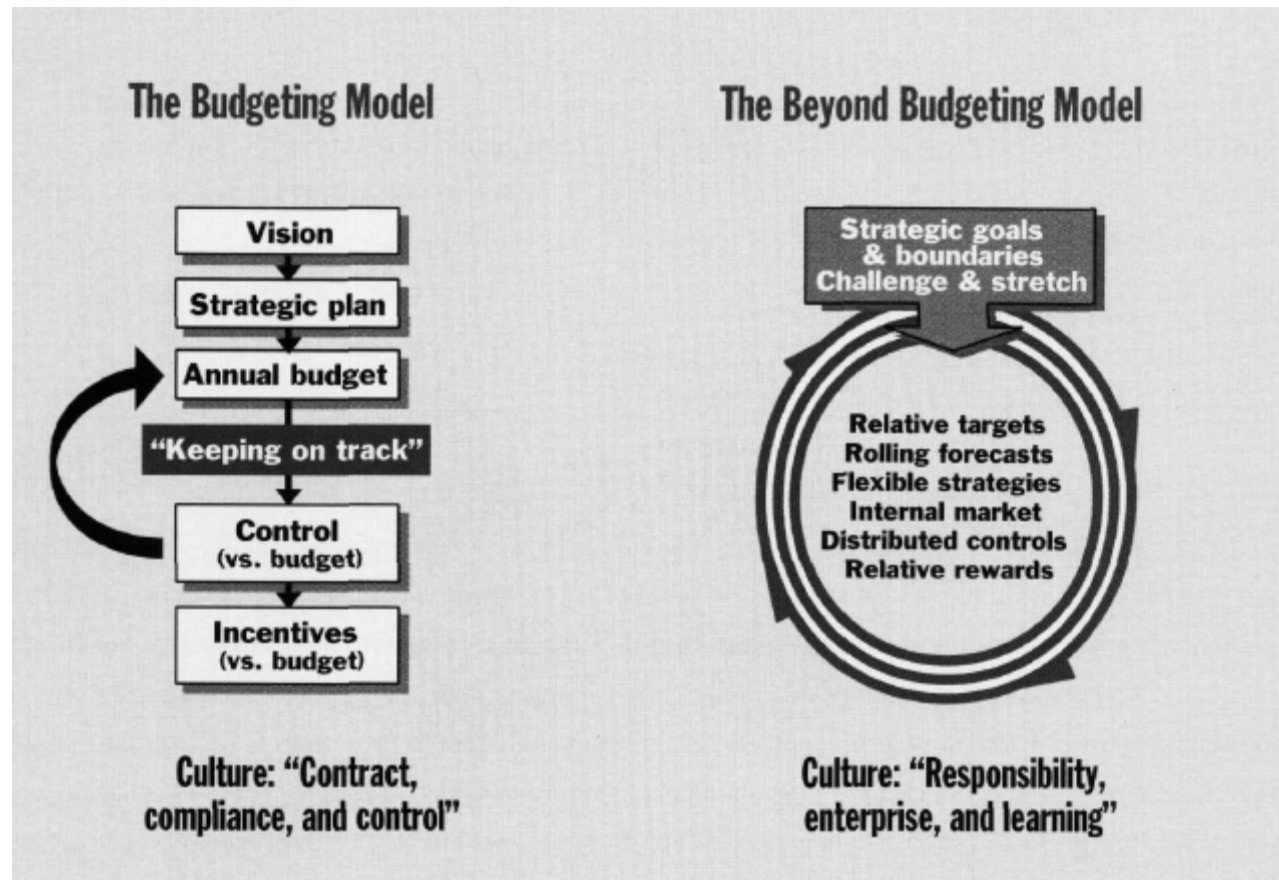 The Budgeting Model
Vision
Strategic plan
Annual budget
“Keeping on track”
Control
(vs. budget)
Incentives
(vs. budget)
Culture: “Contract,
compliance, and control”
The Beyond Budgeting Model
Strategic goals
& boundaries
Challenge & stretch
Relative targets
Rolling forecasts
Flexible strategies
Internal market
Distributed controls
Relative rewards
Culture: “Responsibility,
enterprise, and learning”